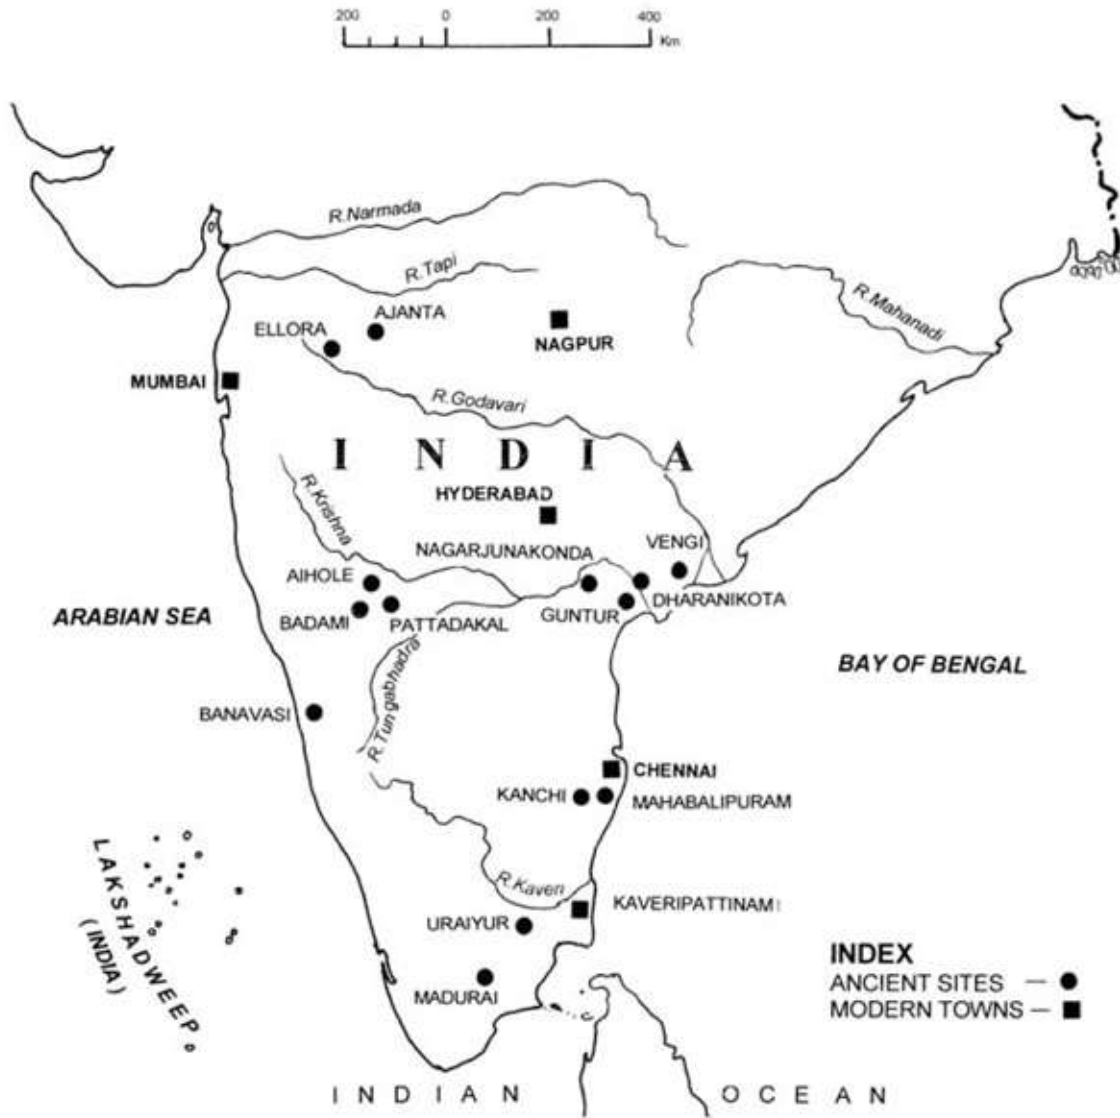 200 0 200 400
Km
R.Narmada
R.Tapi
R.Mahanadi
AJANTA
ELLORA
NAGPUR
MUMBAI
R.Godavari
I N D I A
R.Krishna
HYDERABAD
NAGARJUNAKONDA
VENGI
AIHOLE
DHARANIKOTA
BADAMI
PATTADAKAL
GUNTUR
ARABIAN SEA
BAY OF BENGAL
R.Tungabhadra
BANAVASI
CHENNAI
KANCHI
MAHABALIPURAM
LAKSHADWEEP
(INDIA)
R.Kaveri
KAVERIPATTINAM
URAIYUR
MADURAI
INDEX
ANCIENT SITES –
MODERN TOWNS –
INDIAN OCEAN